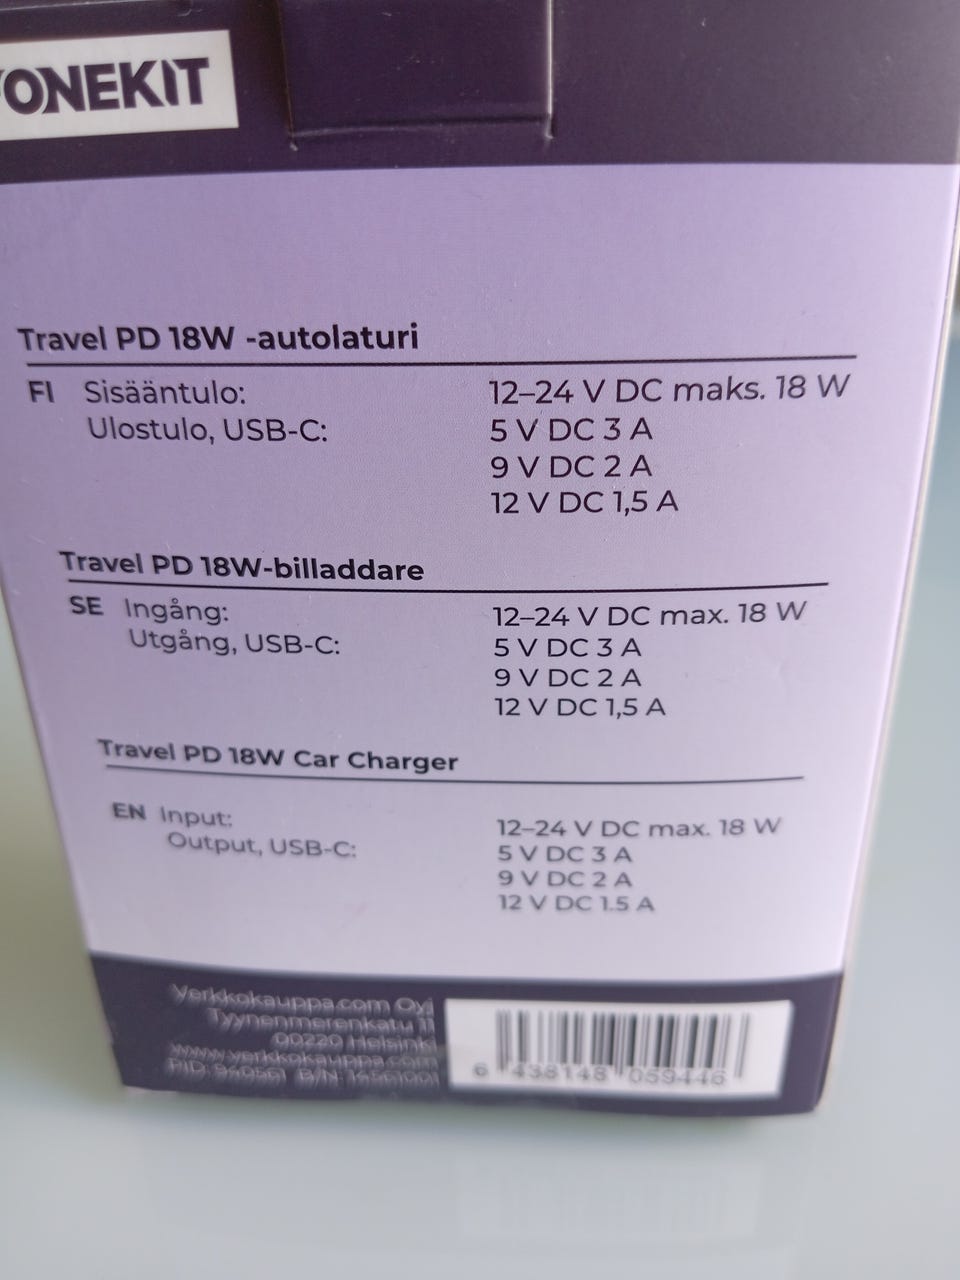 ONEKIT
Travel PD 18W -autolaturi
FI Sisääntulo: 12–24 V DC maks. 18 W
Ulostulo, USB-C: 5 V DC 3 A
9 V DC 2 A
12 V DC 1,5 A
Travel PD 18W-billaddare
SE Ingång: 12–24 V DC max. 18 W
Utgång, USB-C: 5 V DC 3 A
9 V DC 2 A
12 V DC 1,5 A
Travel PD 18W Car Charger
EN Input: 12–24 V DC max. 18 W
Output, USB-C: 5 V DC 3 A
9 V DC 2 A
12 V DC 1.5 A
Verkkokauppa.com Oyj
Tyynenmerenkatu 11
00220 Helsink
www.verkkokauppa.com
PID: B/N:
6 438148 059446